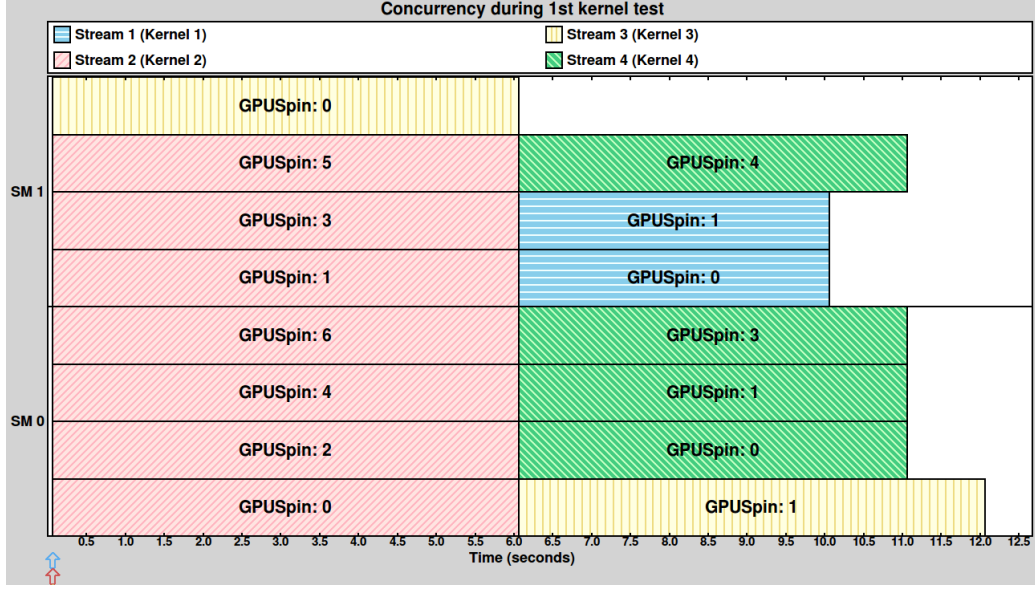 Concurrency during 1st kernel test
Stream 1 (Kernel 1)
Stream 3 (Kernel 3)
Stream 2 (Kernel 2)
Stream 4 (Kernel 4)
GPUSpin: 0
GPUSpin: 5
GPUSpin: 4
SM 1
GPUSpin: 3
GPUSpin: 1
GPUSpin: 1
GPUSpin: 0
GPUSpin: 6
GPUSpin: 3
GPUSpin: 4
GPUSpin: 1
SM 0
GPUSpin: 2
GPUSpin: 0
GPUSpin: 0
GPUSpin: 1
0.5 1.0 1.5 2.0 2.5 3.0 3.5 4.0 4.5 5.0 5.5 6.0 6.5 7.0 7.5 8.0 8.5 9.0 9.5 10.0 10.5 11.0 11.5 12.0 12.5
Time (seconds)